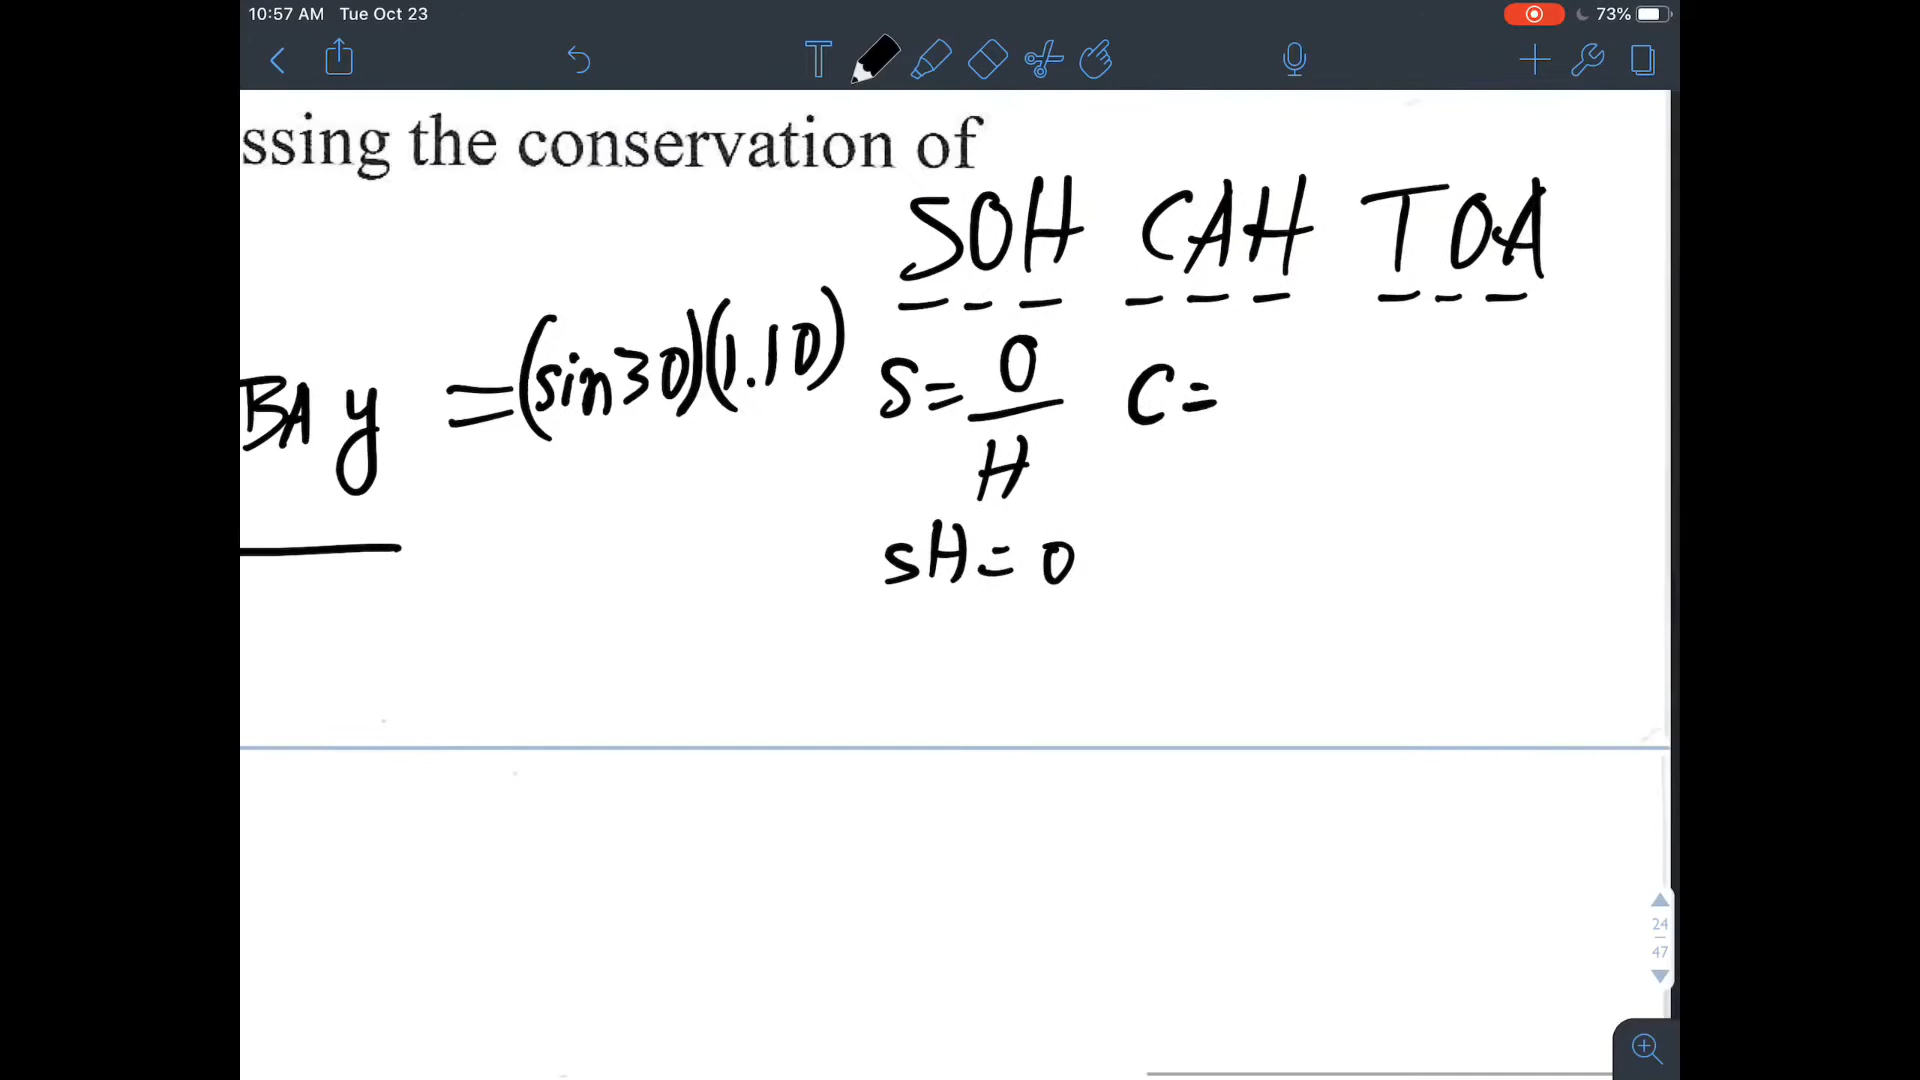 10:57 AM Tue Oct 23
73%
T
ssing the conservation of
SOH CAH TOA
BA y =(sin30)(1.10)
S= O/H
C=
sH= O
24
47